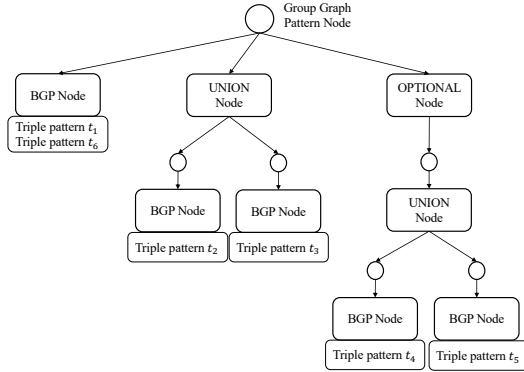 Group Graph
Pattern Node
BGP Node
Triple pattern t₁
Triple pattern t₆
UNION
Node
OPTIONAL
Node
BGP Node
Triple pattern t₂
BGP Node
Triple pattern t₃
UNION
Node
BGP Node
Triple pattern t₄
BGP Node
Triple pattern t₅